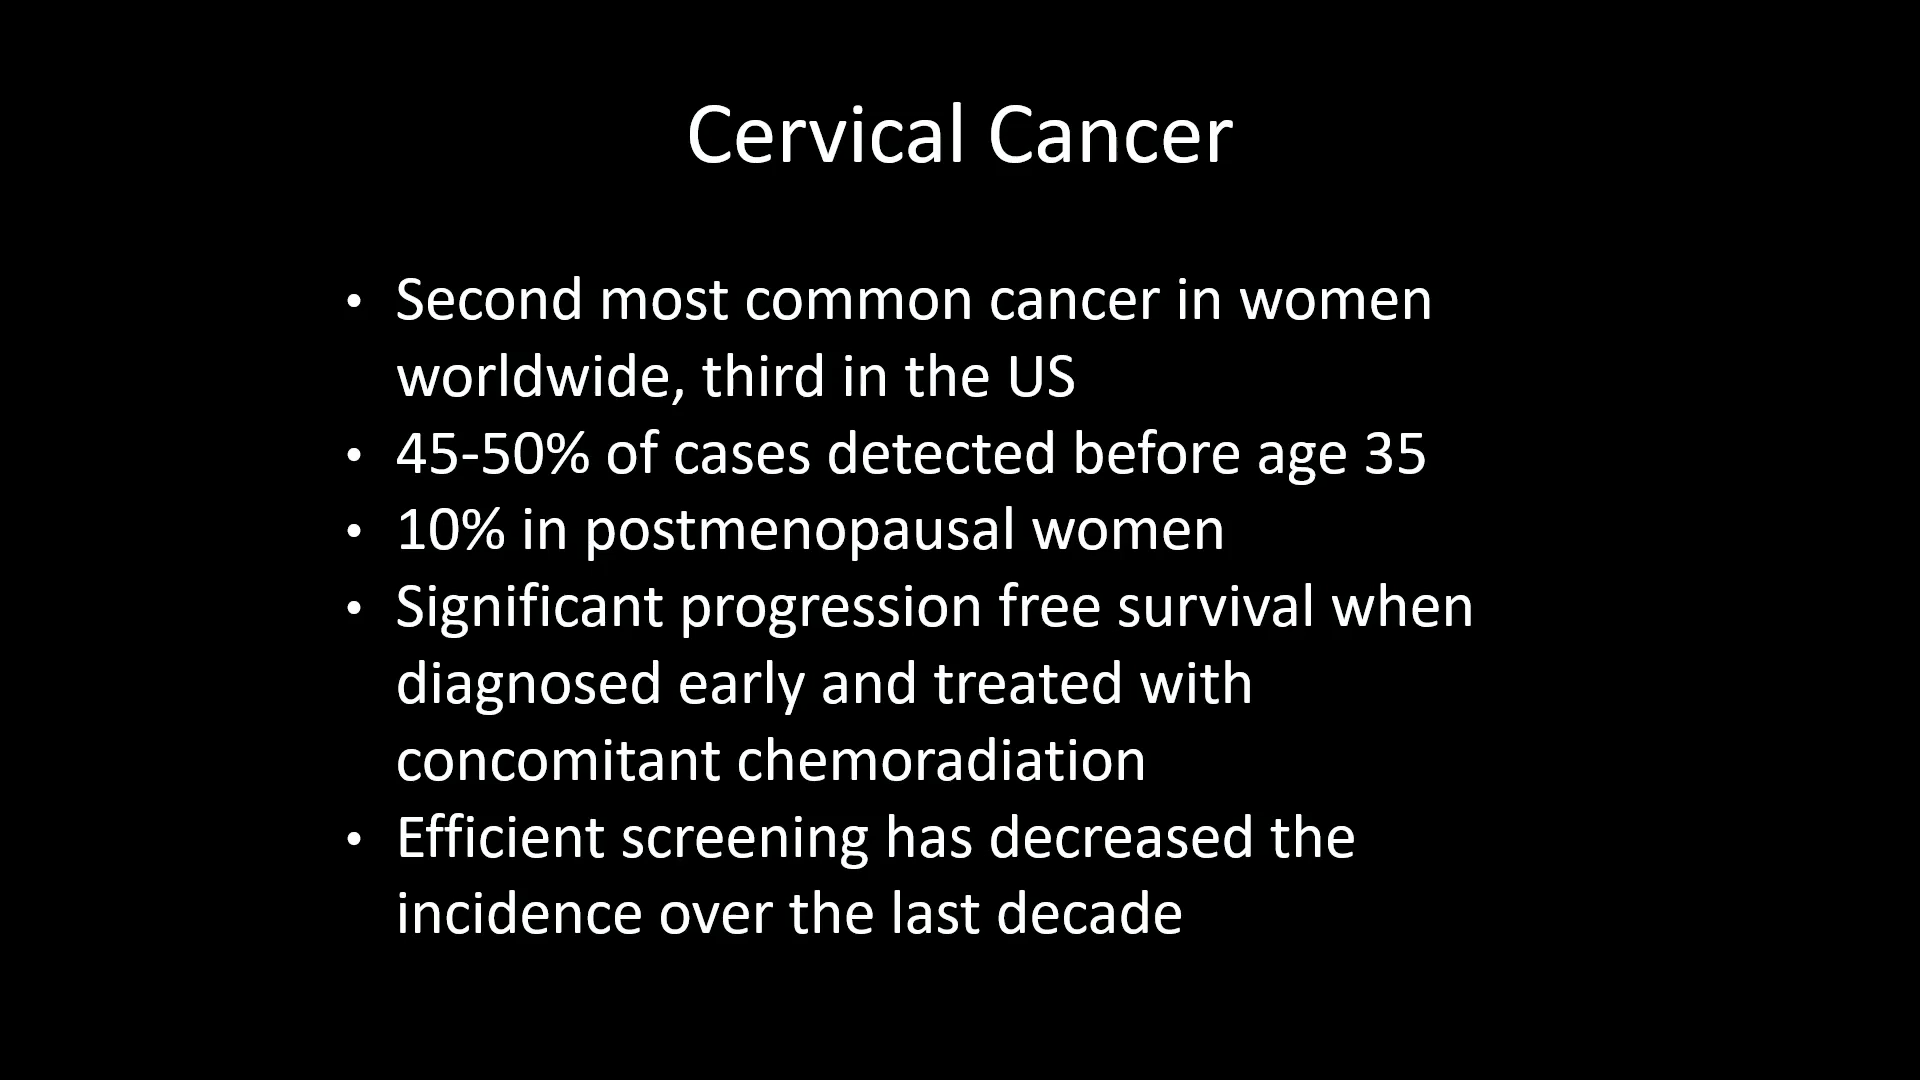 Cervical Cancer
• Second most common cancer in women
worldwide, third in the US
• 45-50% of cases detected before age 35
• 10% in postmenopausal women
• Significant progression free survival when
diagnosed early and treated with
concomitant chemoradiation
• Efficient screening has decreased the
incidence over the last decade